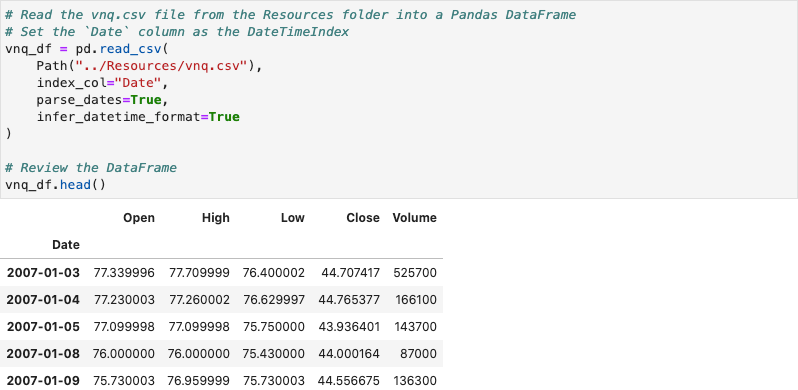 # Read the vnq.csv file from the Resources folder into a Pandas DataFrame
# Set the `Date` column as the DateTimeIndex
vnq_df = pd.read_csv(
    Path("../Resources/vnq.csv"),
    index_col="Date",
    parse_dates=True,
    infer_datetime_format=True
)
# Review the DataFrame
vnq_df.head()
Open High Low Close Volume
Date
2007-01-03 77.339996 77.709999 76.400002 44.707417 525700
2007-01-04 77.230003 77.260002 76.629997 44.765377 166100
2007-01-05 77.099998 77.099998 75.750000 43.936401 143700
2007-01-08 76.000000 76.000000 75.430000 44.000164 87000
2007-01-09 75.730003 76.959999 75.730003 44.556675 136300